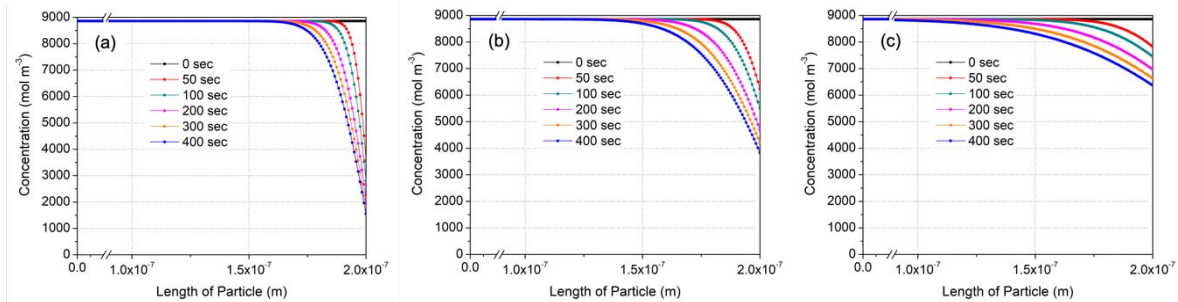 (a)
Concentration (mol m⁻³)
9000
8000
7000
6000
5000
4000
3000
2000
1000
0
0 sec
50 sec
100 sec
200 sec
300 sec
400 sec
0.0
1.0x10⁻⁷
1.5x10⁻⁷
2.0x10⁻⁷
Length of Particle (m)
(b)
Concentration (mol m⁻³)
9000
8000
7000
6000
5000
4000
3000
2000
1000
0
0 sec
50 sec
100 sec
200 sec
300 sec
400 sec
0.0
1.0x10⁻⁷
1.5x10⁻⁷
2.0x10⁻⁷
Length of Particle (m)
(c)
Concentration (mol m⁻³)
9000
8000
7000
6000
5000
4000
3000
2000
1000
0
0 sec
50 sec
100 sec
200 sec
300 sec
400 sec
0.0
1.0x10⁻⁷
1.5x10⁻⁷
2.0x10⁻⁷
Length of Particle (m)